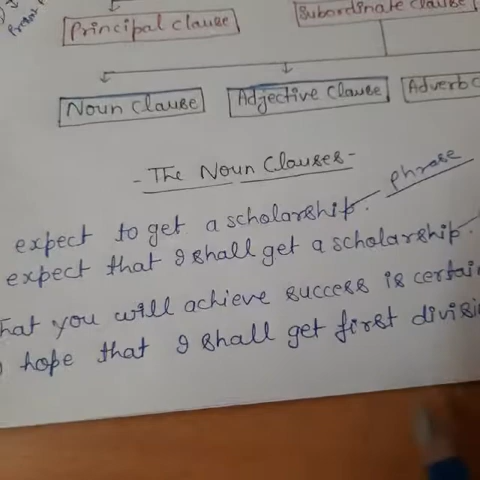 Principal clause
Subordinate clause
Noun Clause
Adjective Clause
Adverb C
- The Noun Clauses -
expect to get a scholarship. phrase
expect that I shall get a scholarship.
hat you will achieve success is certai
hope that I shall get first divisi